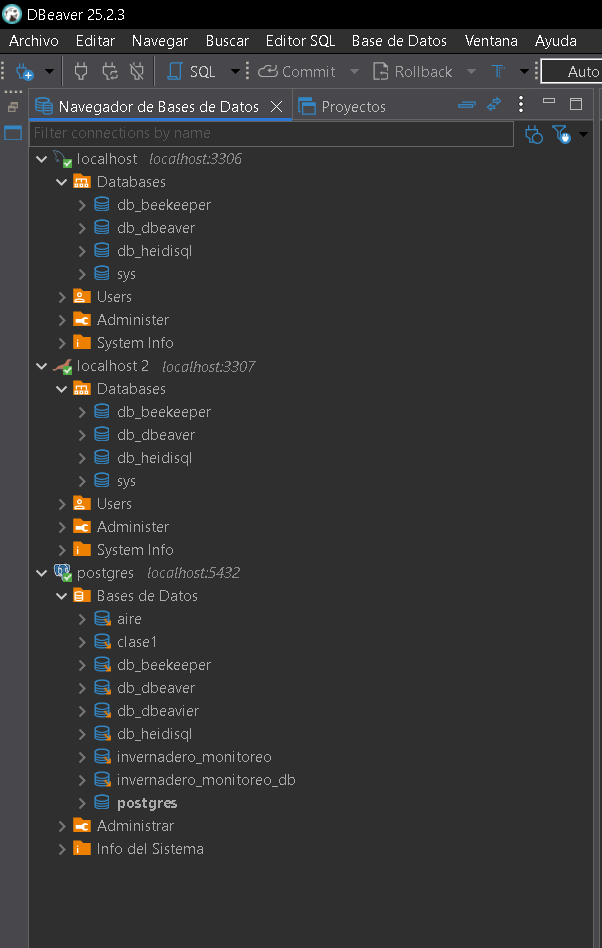 DBeaver 25.2.3
Archivo Editar Navegar Buscar Editor SQL Base de Datos Ventana Ayuda
SQL Commit Rollback T Auto
Navegador de Bases de Datos Proyectos
Filter connections by name
localhost localhost:3306
Databases
db_beekeeper
db_dbeaver
db_heidisql
sys
Users
Administer
System Info
localhost 2 localhost:3307
Databases
db_beekeeper
db_dbeaver
db_heidisql
sys
Users
Administer
System Info
postgres localhost:5432
Bases de Datos
aire
clase1
db_beekeeper
db_dbeaver
db_dbeavier
db_heidisql
invernadero_monitoreo
invernadero_monitoreo_db
postgres
Administrar
Info del Sistema